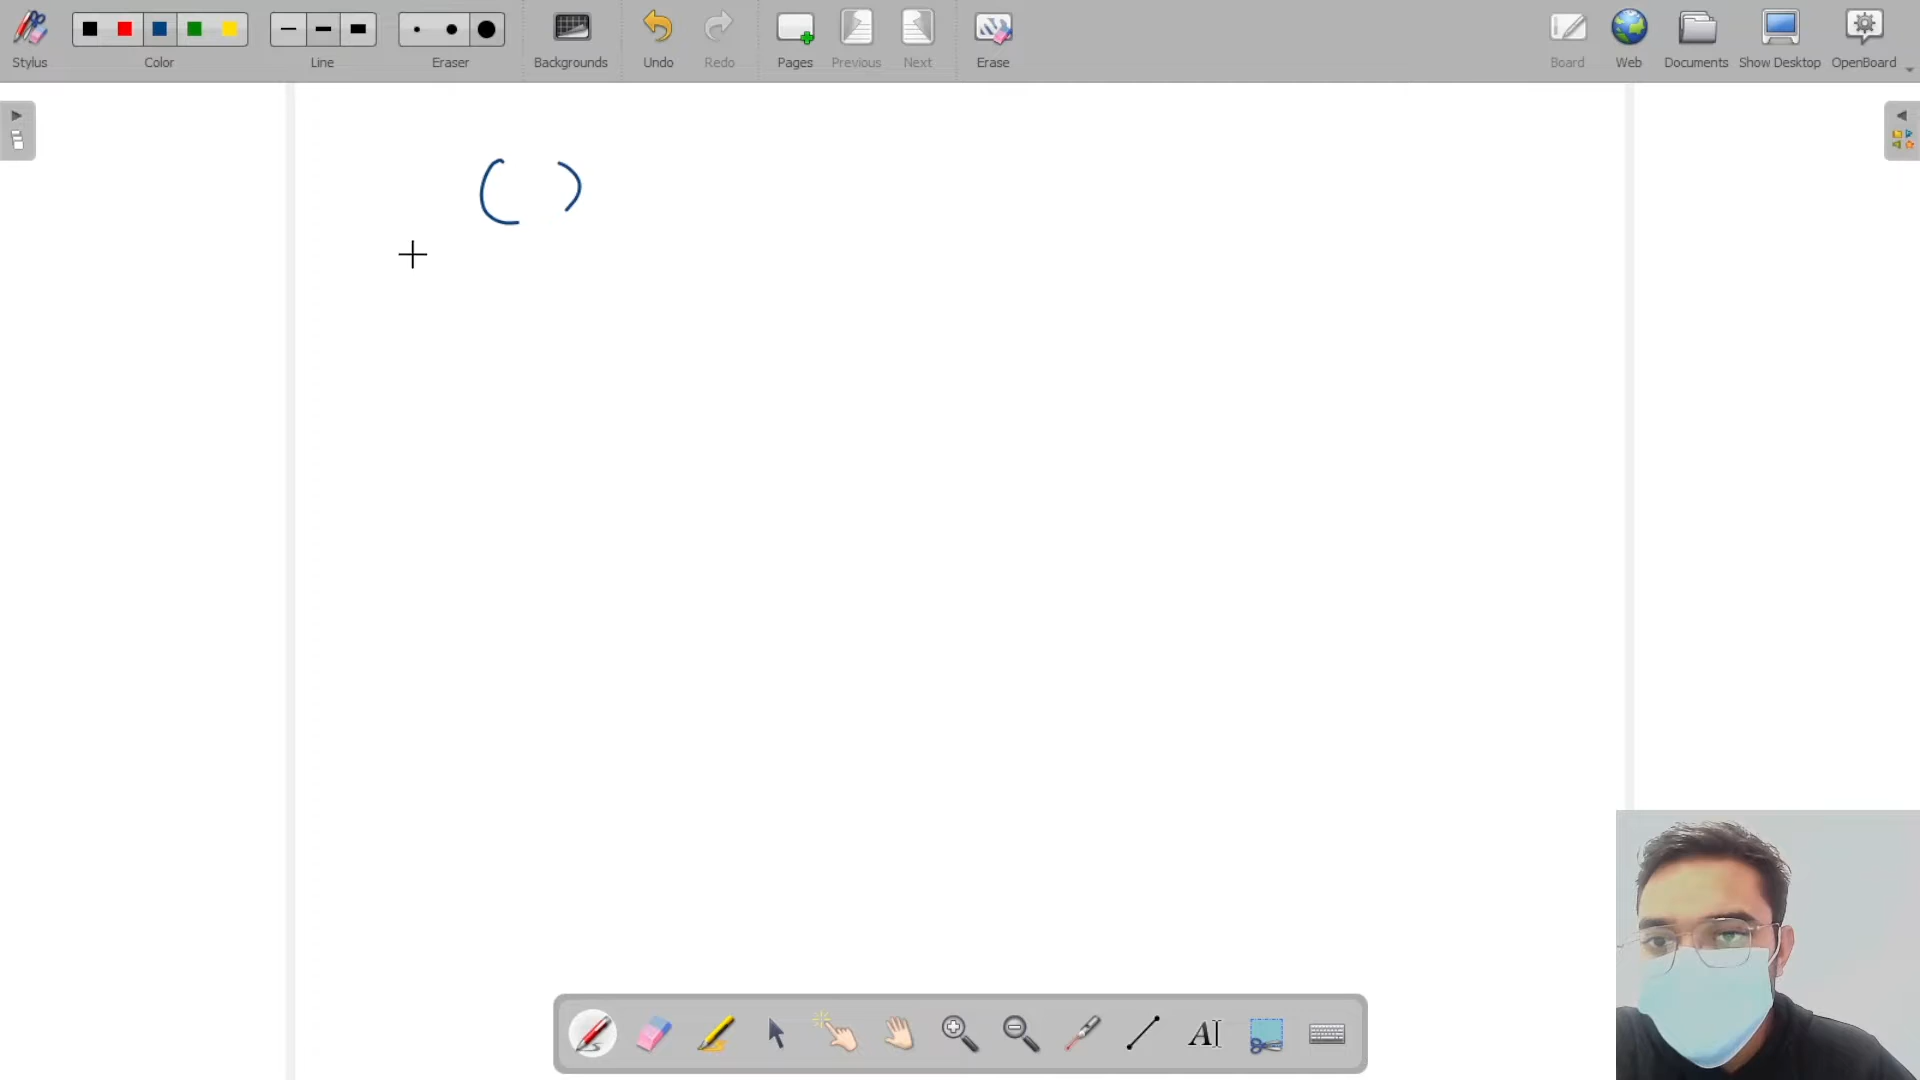 Stylus
Color
Line
Eraser
Backgrounds
Undo
Redo
Pages
Previous
Next
Erase
Board
Web
Documents
Show Desktop
OpenBoard
( )
A